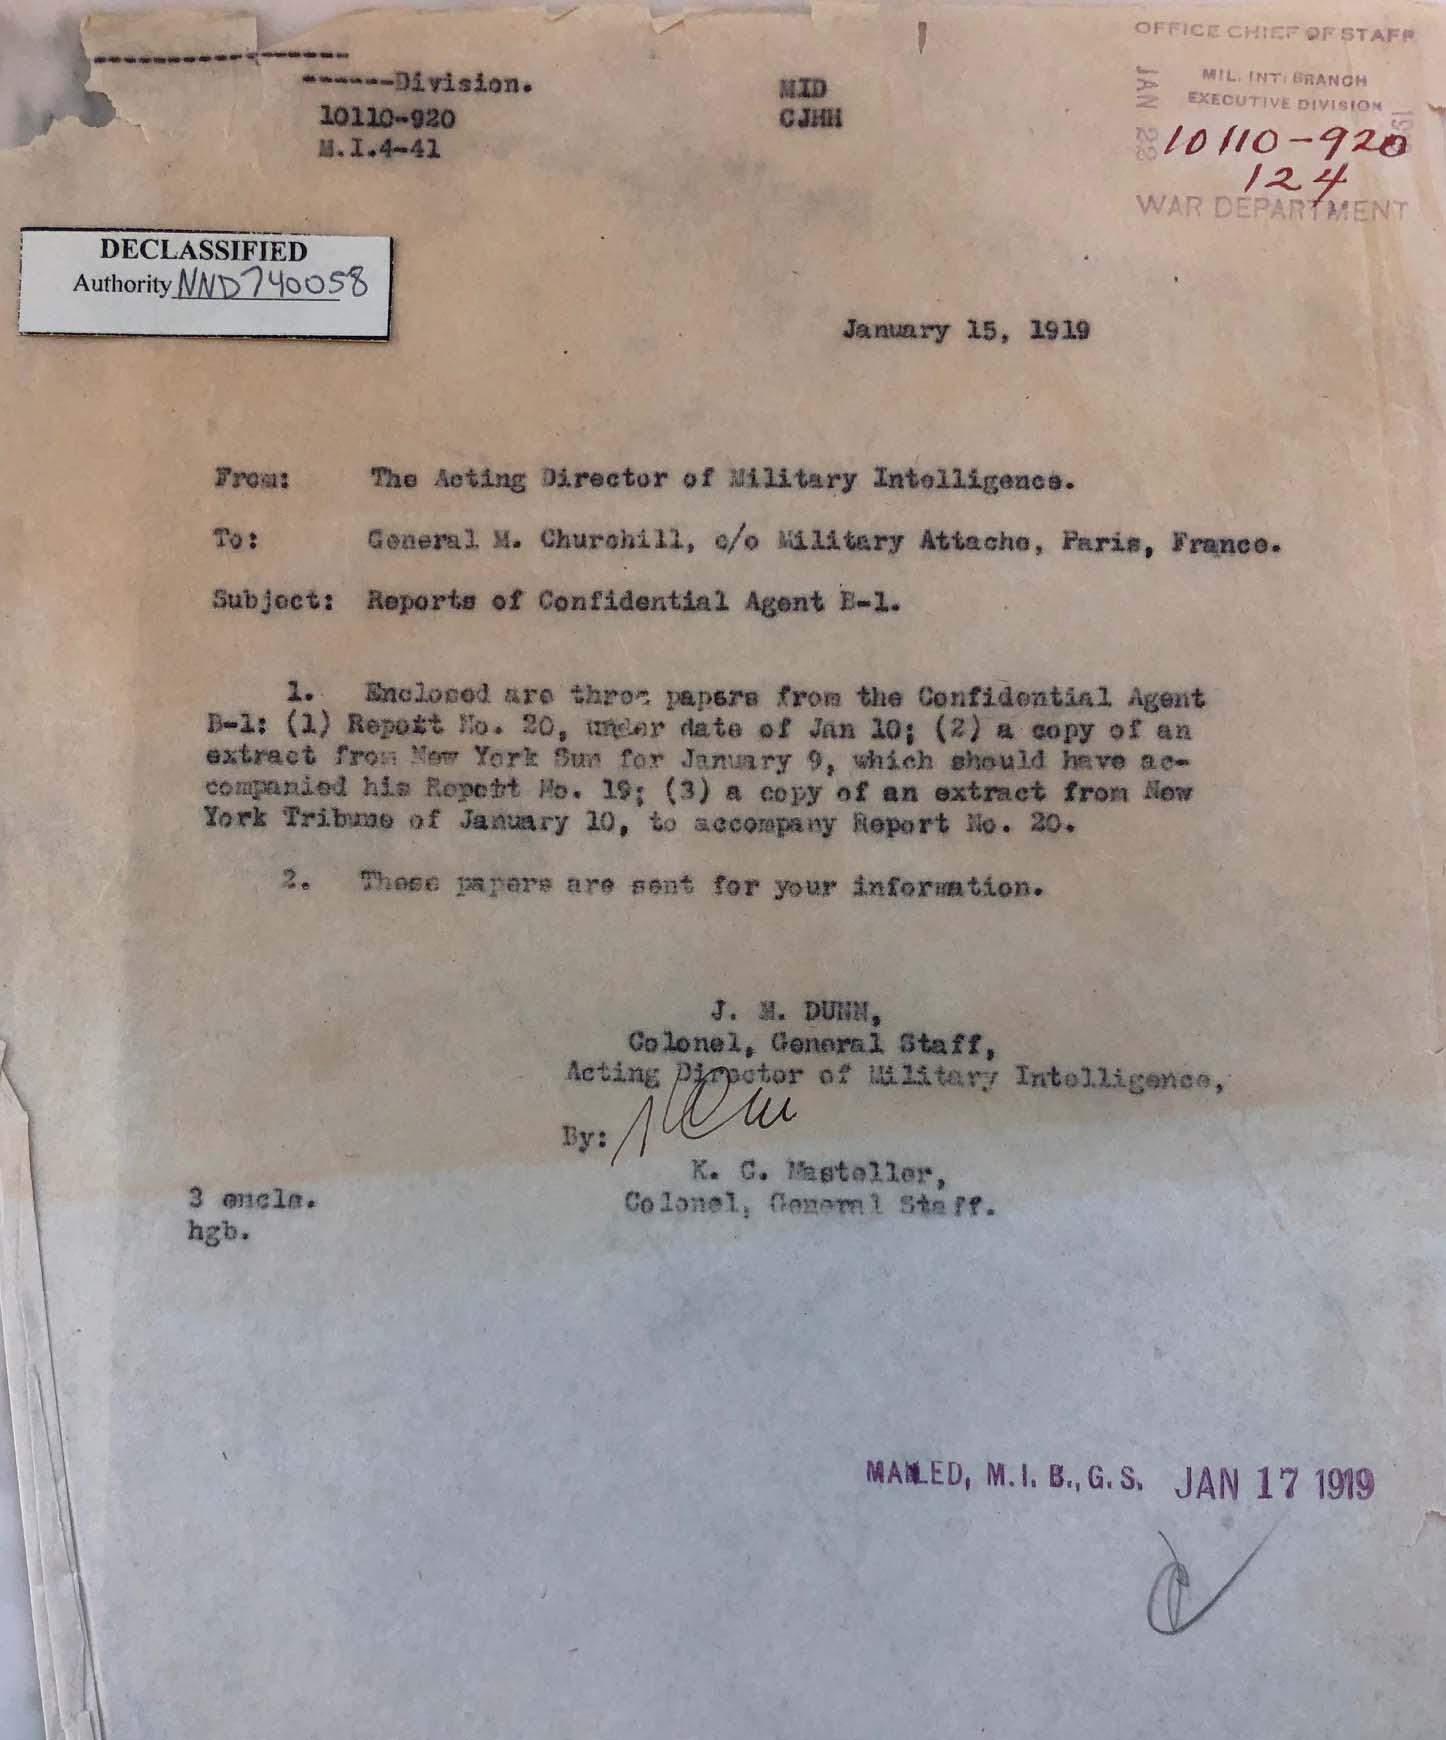 OFFICE CHIEF OF STAFF
MIL. INT. BRANCH
EXECUTIVE DIVISION
JAN 22
10110-920
124
WAR DEPARTMENT
------Division.
10110-920
M.I.4-41
MID
CJHH
DECLASSIFIED
Authority NND740058
January 15, 1919
From: The Acting Director of Military Intelligence.
To: General M. Churchill, c/o Military Attache, Paris, France.
Subject: Reports of Confidential Agent B-1.
1. Enclosed are three papers from the Confidential Agent
B-1: (1) Report No. 20, under date of Jan 10; (2) a copy of an
extract from New York Sun for January 9, which should have ac-
companied his Report No. 19; (3) a copy of an extract from New
York Tribune of January 10, to accompany Report No. 20.
2. These papers are sent for your information.
J. M. DUNN,
Colonel, General Staff,
Acting Director of Military Intelligence,
By:
K. C. Masteller,
Colonel, General Staff.
3 encls.
hgb.
MAILED, M. I. B., G. S. JAN 17 1919